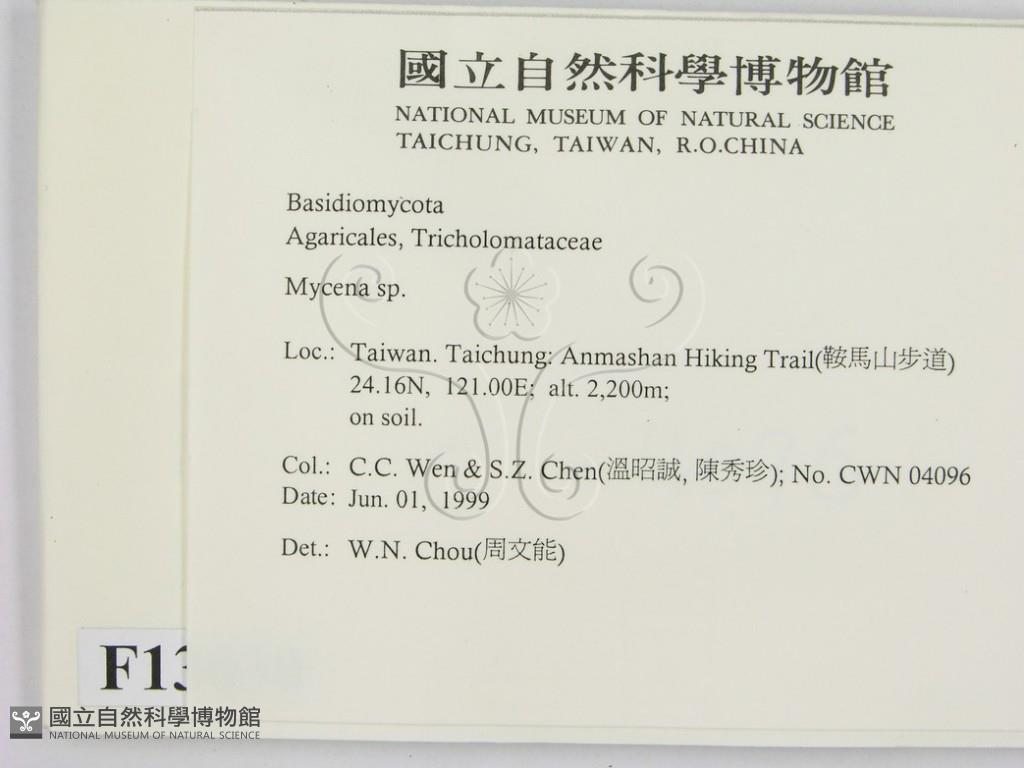 國立自然科學博物館
NATIONAL MUSEUM OF NATURAL SCIENCE
TAICHUNG, TAIWAN, R.O.CHINA
Basidiomycota
Agaricales, Tricholomataceae
Mycena sp.
Loc.: Taiwan. Taichung: Anmashan Hiking Trail(鞍馬山步道)
24.16N, 121.00E; alt. 2,200m;
on soil.
Col.: C.C. Wen & S.Z. Chen(溫昭誠, 陳秀珍); No. CWN 04096
Date: Jun. 01, 1999
Det.: W.N. Chou(周文能)
F13
國立自然科學博物館
NATIONAL MUSEUM OF NATURAL SCIENCE